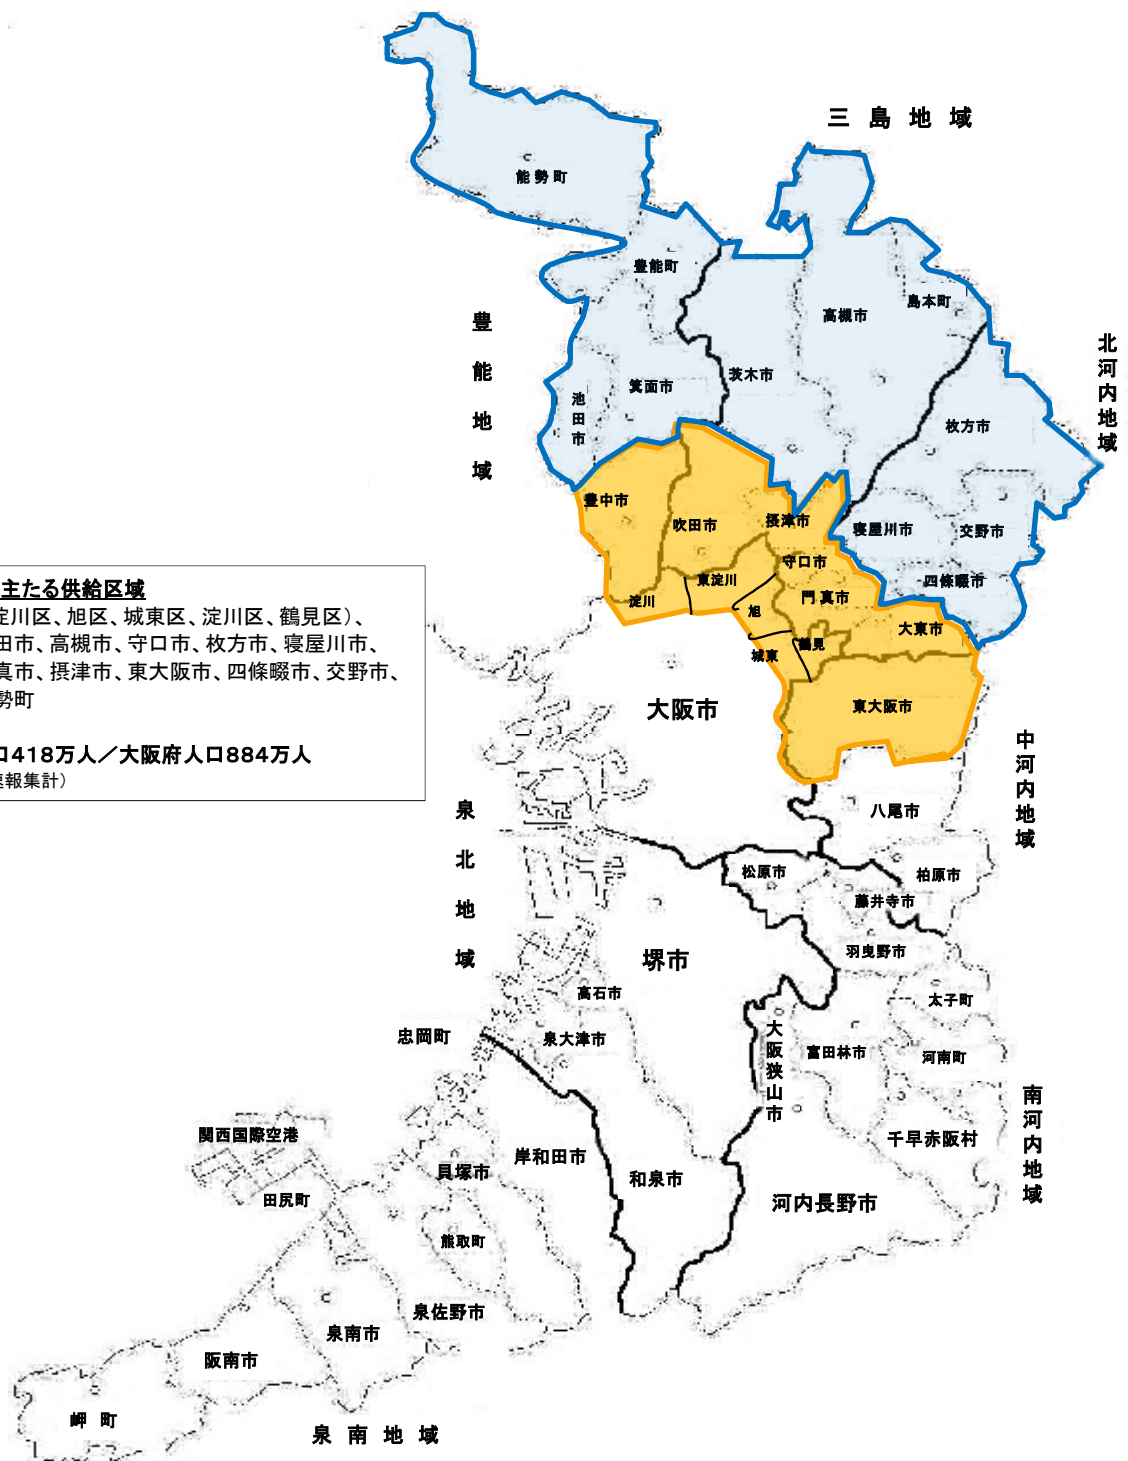 三島地域
能勢町
豊能町
島本町
高槻市
豊能地域
北河内地域
茨木市
箕面市
池田市
枚方市
豊中市
吹田市
摂津市
寝屋川市
交野市
守口市
東淀川
四條畷市
門真市
淀川
旭
大東市
鶴見
城東
主たる供給区域
淀川区、旭区、城東区、淀川区、鶴見区)、
田市、高槻市、守口市、枚方市、寝屋川市、
真市、摂津市、東大阪市、四條畷市、交野市、
勢町
口418万人/大阪府人口884万人
速報集計)
大阪市
東大阪市
中河内地域
八尾市
泉北地域
松原市
柏原市
藤井寺市
羽曳野市
堺市
高石市
太子町
忠岡町
泉大津市
大阪狭山市
富田林市
河南町
南河内地域
関西国際空港
千早赤阪村
岸和田市
貝塚市
和泉市
田尻町
河内長野市
熊取町
泉佐野市
泉南市
阪南市
岬町
泉南地域